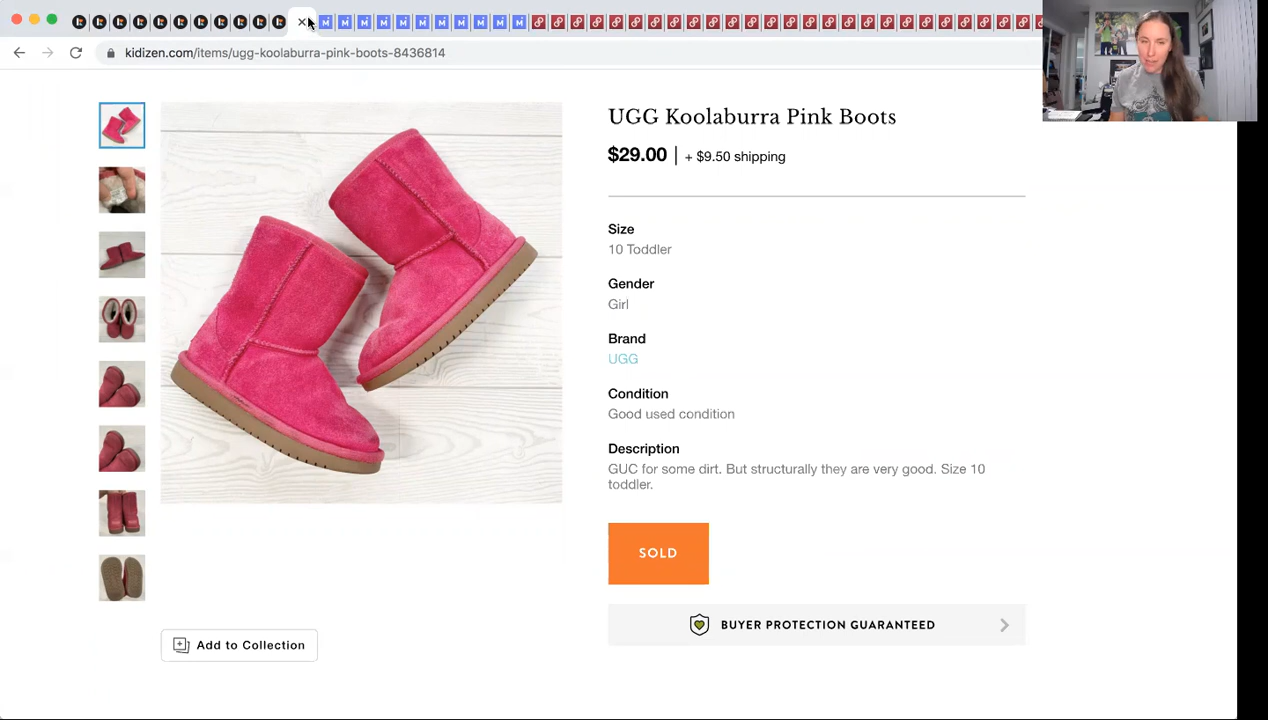 kidizen.com/items/ugg-koolaburra-pink-boots-8436814
UGG Koolaburra Pink Boots
$29.00 | + $9.50 shipping
Size
10 Toddler
Gender
Girl
Brand
UGG
Condition
Good used condition
Description
GUC for some dirt. But structurally they are very good. Size 10
toddler.
SOLD
BUYER PROTECTION GUARANTEED
Add to Collection